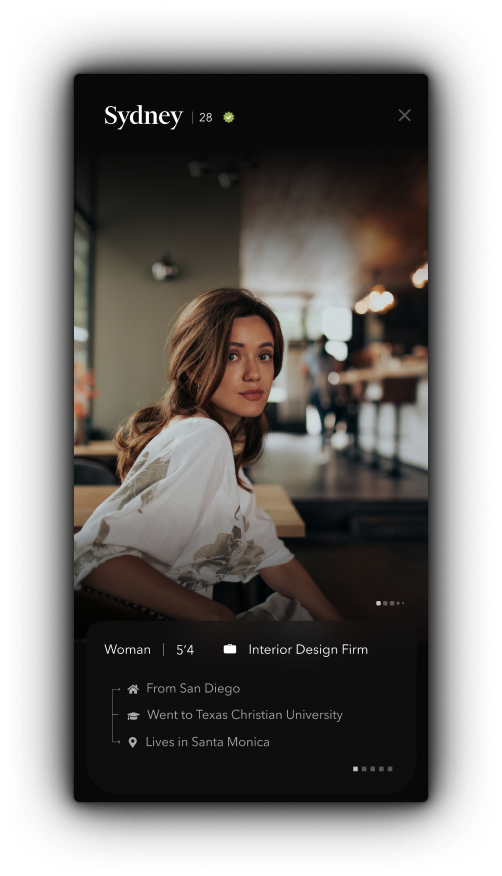 Sydney | 28
Woman | 5’4 Interior Design Firm
From San Diego
Went to Texas Christian University
Lives in Santa Monica